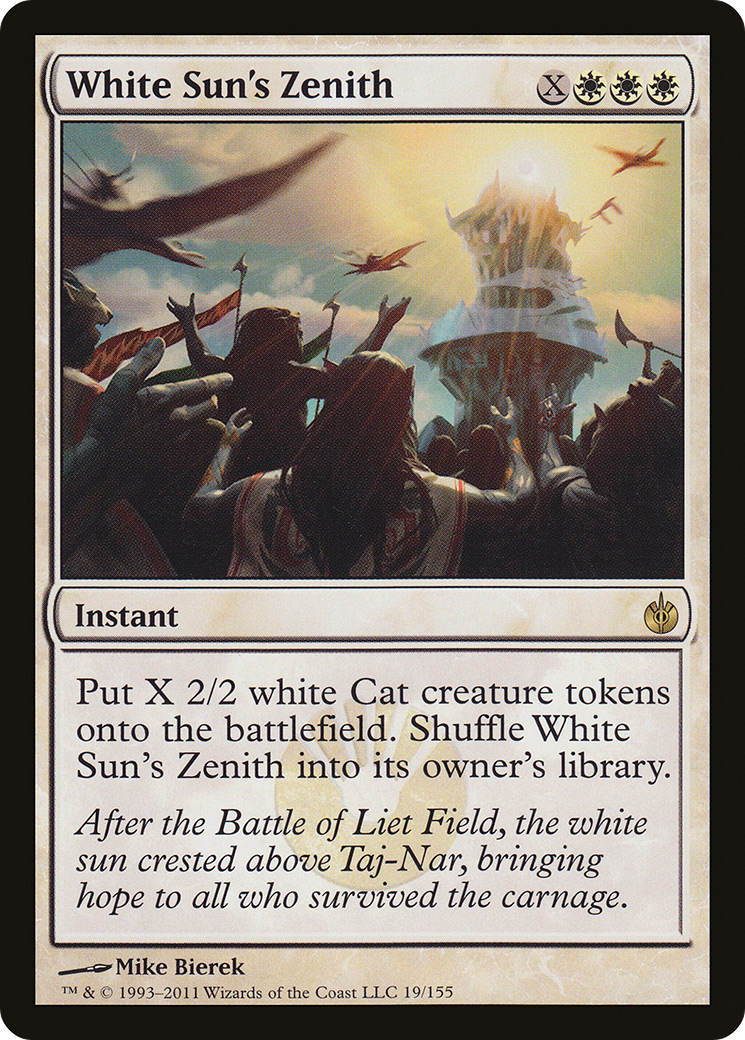 White Sun's Zenith X
Instant
Put X 2/2 white Cat creature tokens
onto the battlefield. Shuffle White
Sun's Zenith into its owner's library.
After the Battle of Liet Field, the white
sun crested above Taj-Nar, bringing
hope to all who survived the carnage.
Mike Bierek
™ & © 1993–2011 Wizards of the Coast LLC 19/155